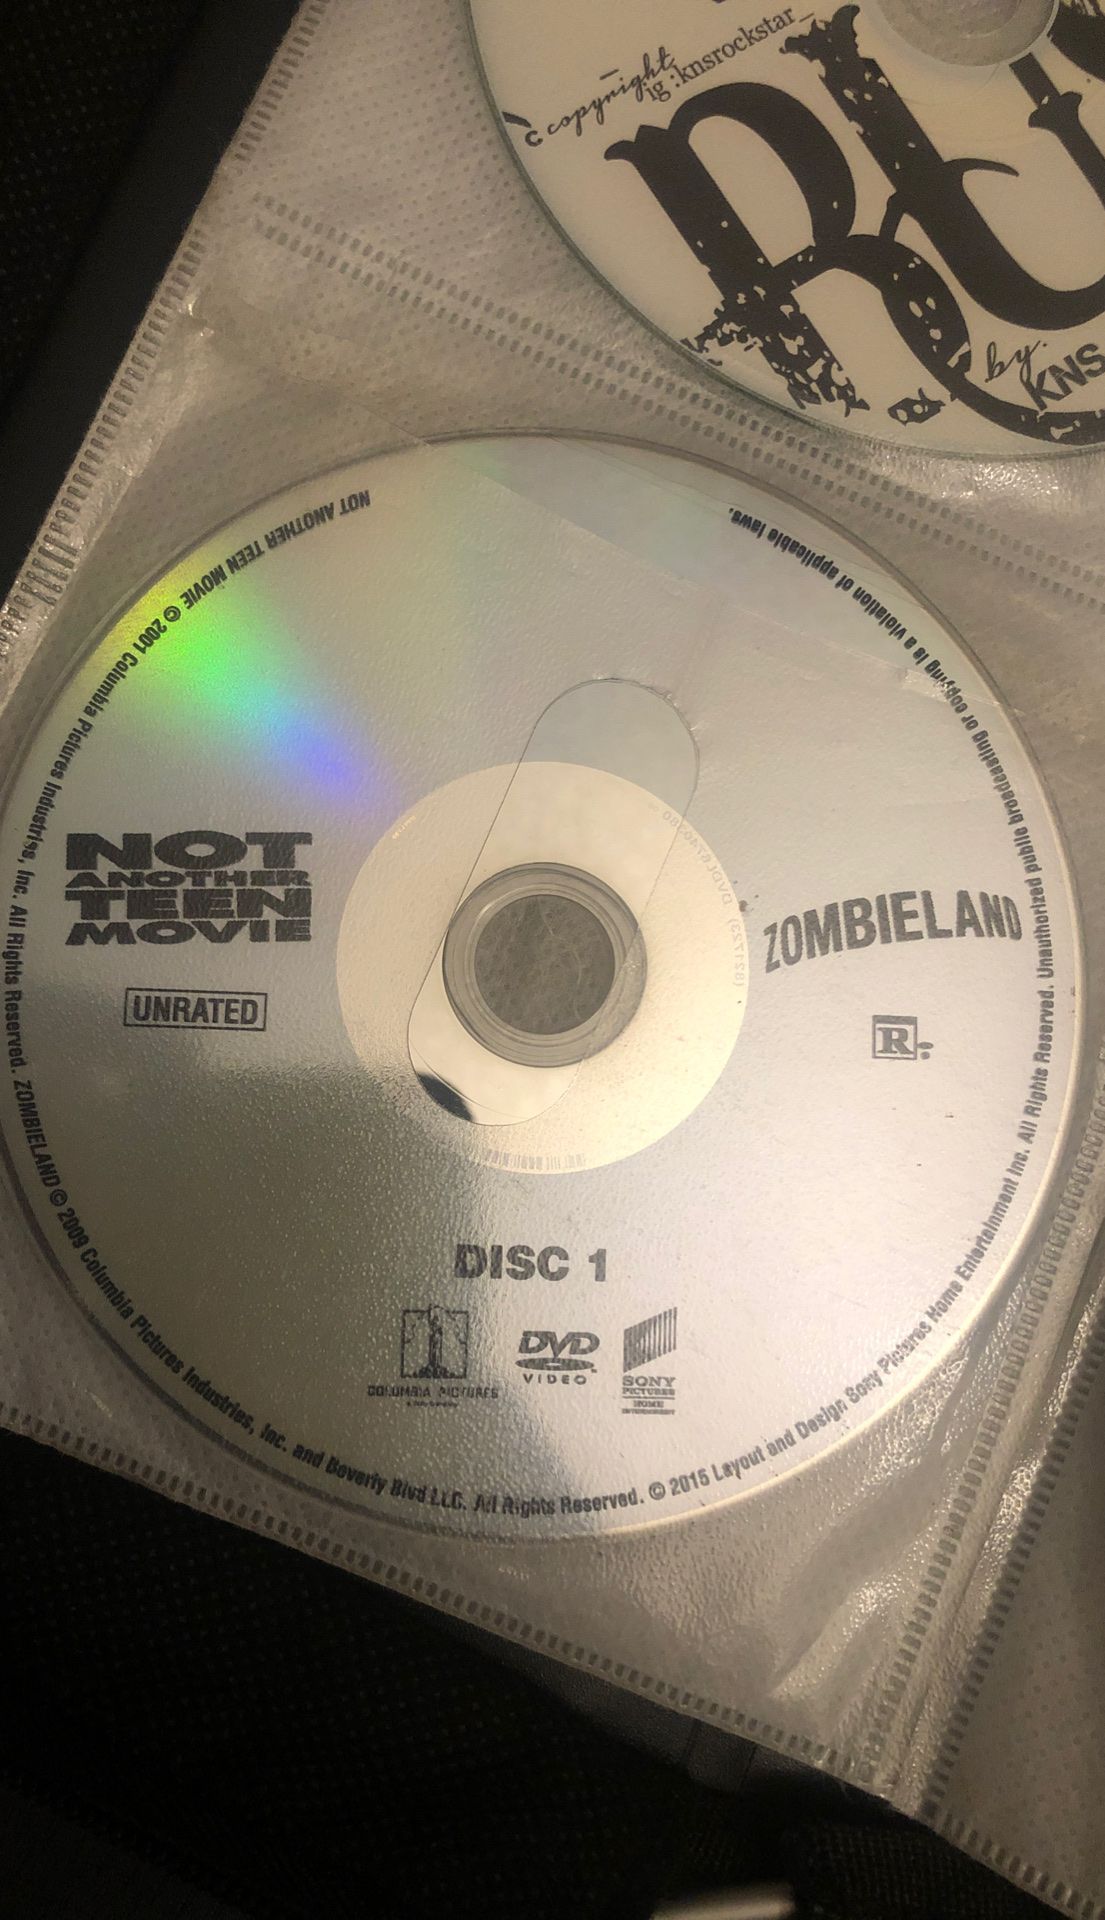 c copyright
ig :knsrockstar_
by.
KNS
NOT ANOTHER TEEN MOVIE © 2001 Columbia Pictures Industries, Inc. All Rights Reserved. ZOMBIELAND © 2009 Columbia Pictures Industries, Inc. and Beverly Blvd LLC. All Rights Reserved. © 2015 Layout and Design Sony Pictures Home Entertainment Inc. All Rights Reserved. Unauthorized public broadcasting or copying is a violation of applicable laws.
NOT
ANOTHER
TEEN
MOVIE
UNRATED
ZOMBIELAND
R
DISC 1
COLUMBIA PICTURES
DVD
VIDEO
SONY
PICTURES
HOME
ENTERTAINMENT